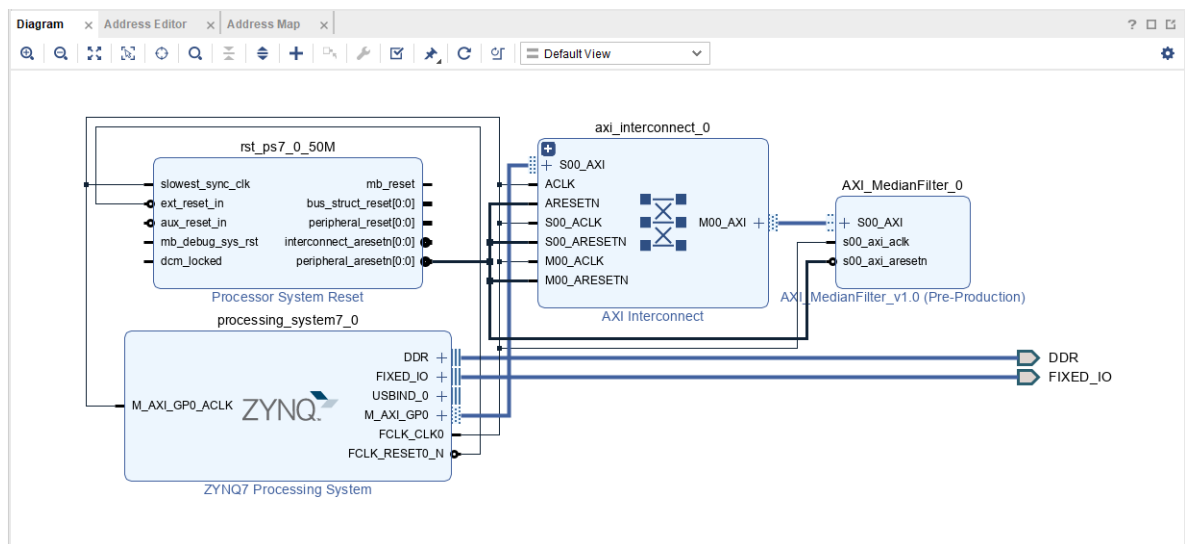 Diagram × Address Editor × Address Map ×
Default View
rst_ps7_0_50M
slowest_sync_clk
ext_reset_in
aux_reset_in
mb_debug_sys_rst
dcm_locked
mb_reset
bus_struct_reset[0:0]
peripheral_reset[0:0]
interconnect_aresetn[0:0]
peripheral_aresetn[0:0]
Processor System Reset
processing_system7_0
M_AXI_GP0_ACLK
ZYNQ
DDR
FIXED_IO
USBIND_0
M_AXI_GP0
FCLK_CLK0
FCLK_RESET0_N
ZYNQ7 Processing System
axi_interconnect_0
S00_AXI
ACLK
ARESETN
S00_ACLK
S00_ARESETN
M00_ACLK
M00_ARESETN
M00_AXI
AXI Interconnect
AXI_MedianFilter_0
S00_AXI
s00_axi_aclk
s00_axi_aresetn
AXI_MedianFilter_v1.0 (Pre-Production)
DDR
FIXED_IO